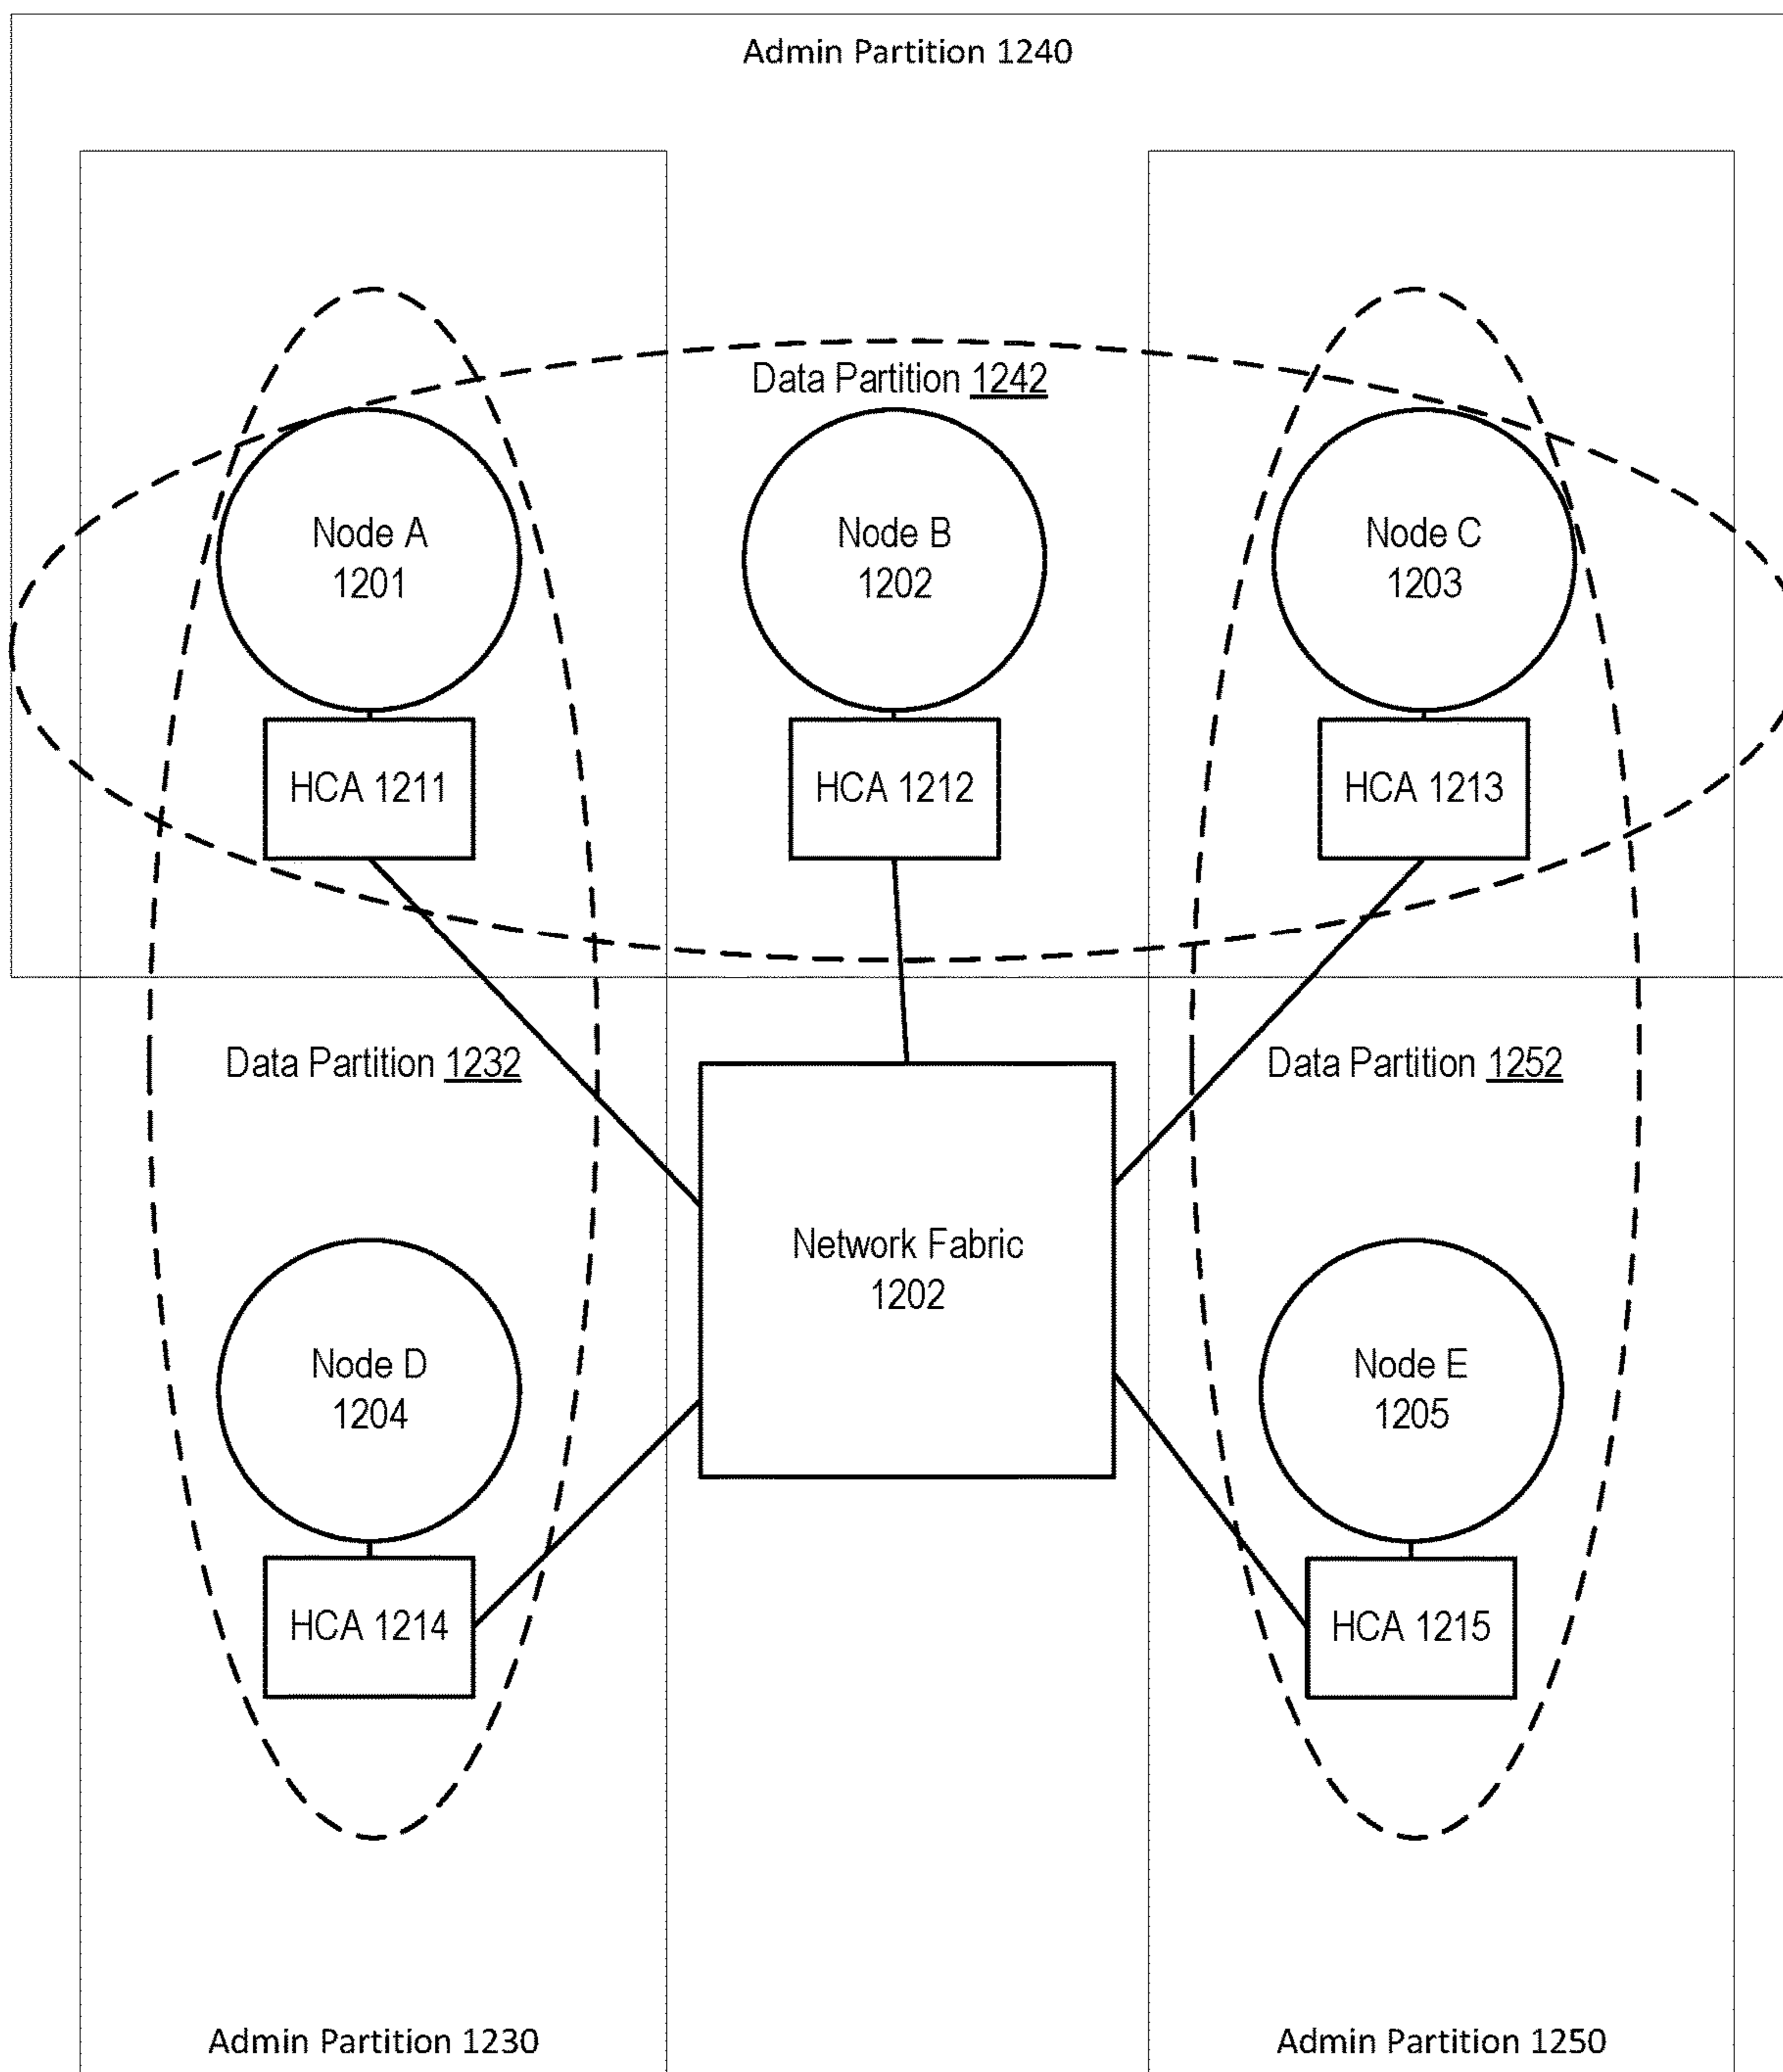 Admin Partition 1240
Data Partition 1242
Node A
1201
Node B
1202
Node C
1203
HCA 1211
HCA 1212
HCA 1213
Data Partition 1232
Data Partition 1252
Network Fabric
1202
Node D
1204
Node E
1205
HCA 1214
HCA 1215
Admin Partition 1230
Admin Partition 1250